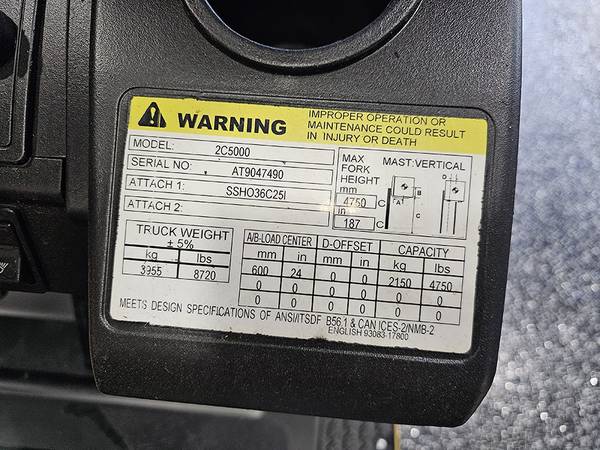 WARNING
IMPROPER OPERATION OR
MAINTENANCE COULD RESULT
IN INJURY OR DEATH
MODEL: 2C5000
SERIAL NO: AT9047490
ATTACH 1: SSHO36C25I
ATTACH 2:
MAX FORK HEIGHT
mm
4750
in
187
MAST: VERTICAL
C
C
A
B
C
TRUCK WEIGHT
± 5%
kg lbs
3955 8720
A/B-LOAD CENTER D-OFFSET CAPACITY
mm in mm in kg lbs
600 24 0 0 2150 4750
0 0 0 0 0 0
0 0 0 0 0 0
MEETS DESIGN SPECIFICATIONS OF ANSI/ITSDF B56.1 & CAN ICES-2/NMB-2
ENGLISH 93083-17800